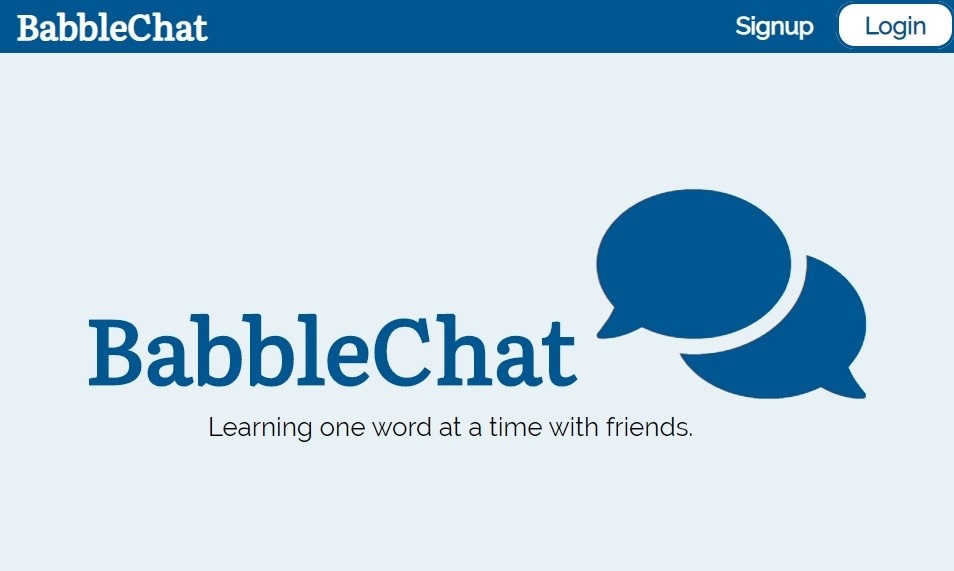 BabbleChat
Signup
Login
BabbleChat
Learning one word at a time with friends.